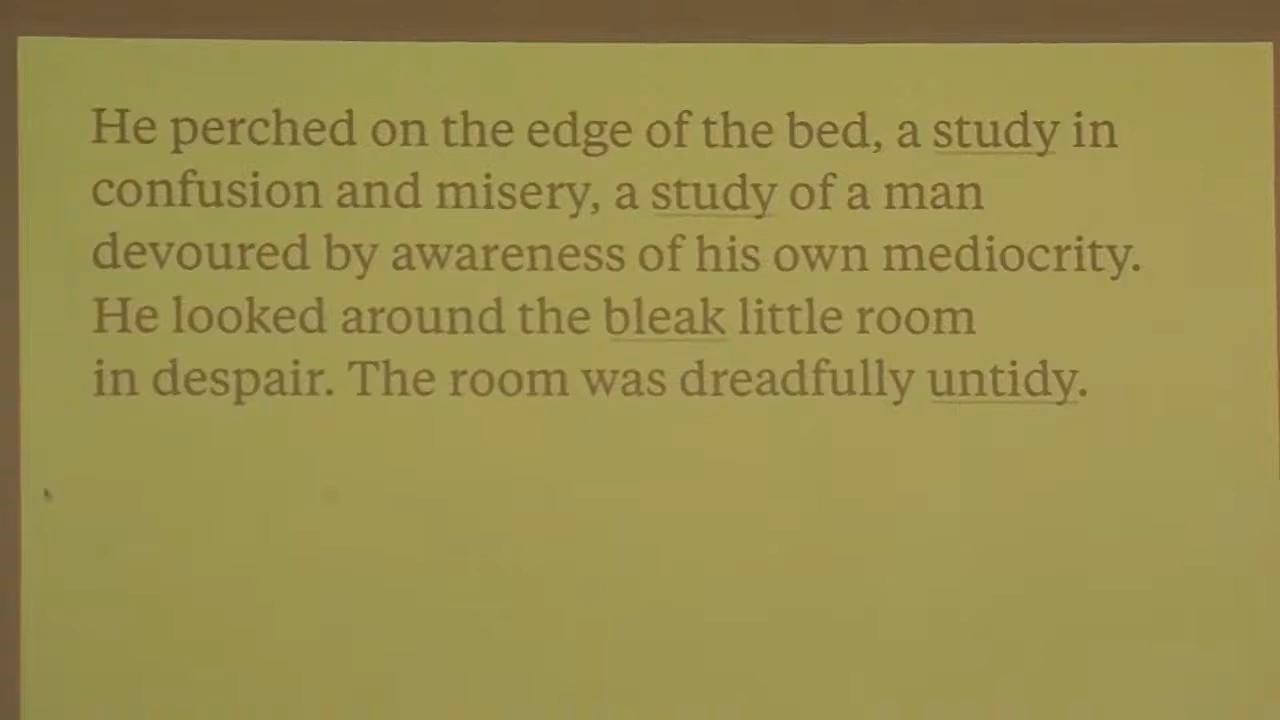 He perched on the edge of the bed, a study in
confusion and misery, a study of a man
devoured by awareness of his own mediocrity.
He looked around the bleak little room
in despair. The room was dreadfully untidy.